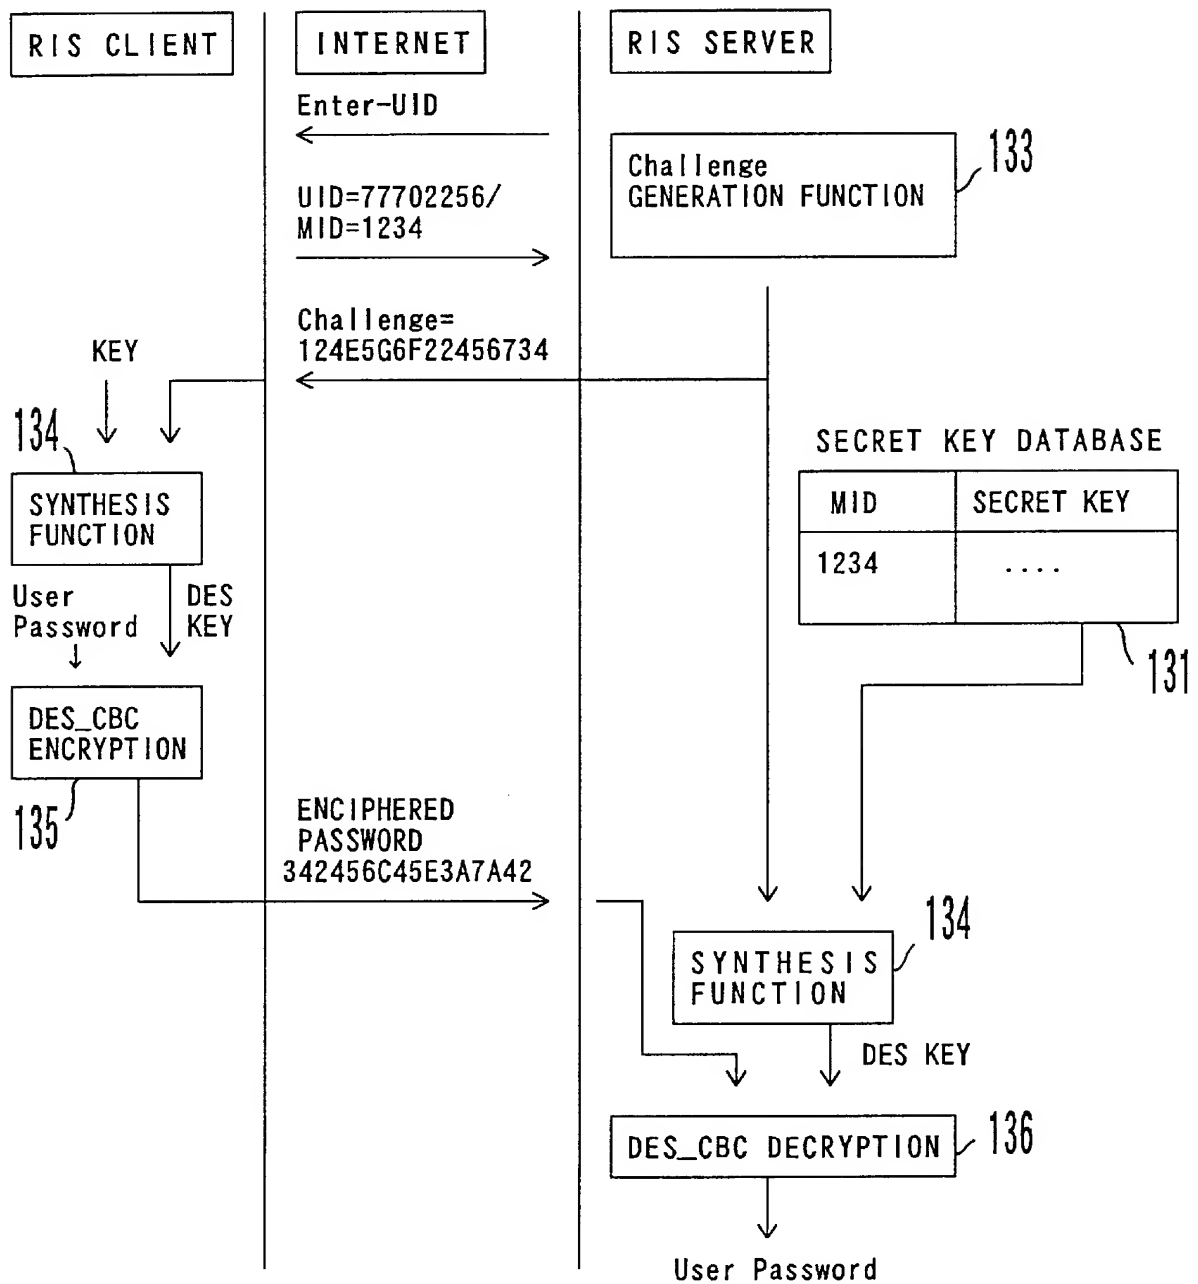 RIS CLIENT
INTERNET
RIS SERVER
Enter-UID
Challenge
GENERATION FUNCTION
133
UID=77702256/
MID=1234
Challenge=
124E5G6F22456734
KEY
134
SYNTHESIS
FUNCTION
SECRET KEY DATABASE
MID
SECRET KEY
1234
....
131
User
Password
DES
KEY
DES_CBC
ENCRYPTION
135
ENCIPHERED
PASSWORD
342456C45E3A7A42
134
SYNTHESIS
FUNCTION
DES KEY
DES_CBC DECRYPTION
136
User Password